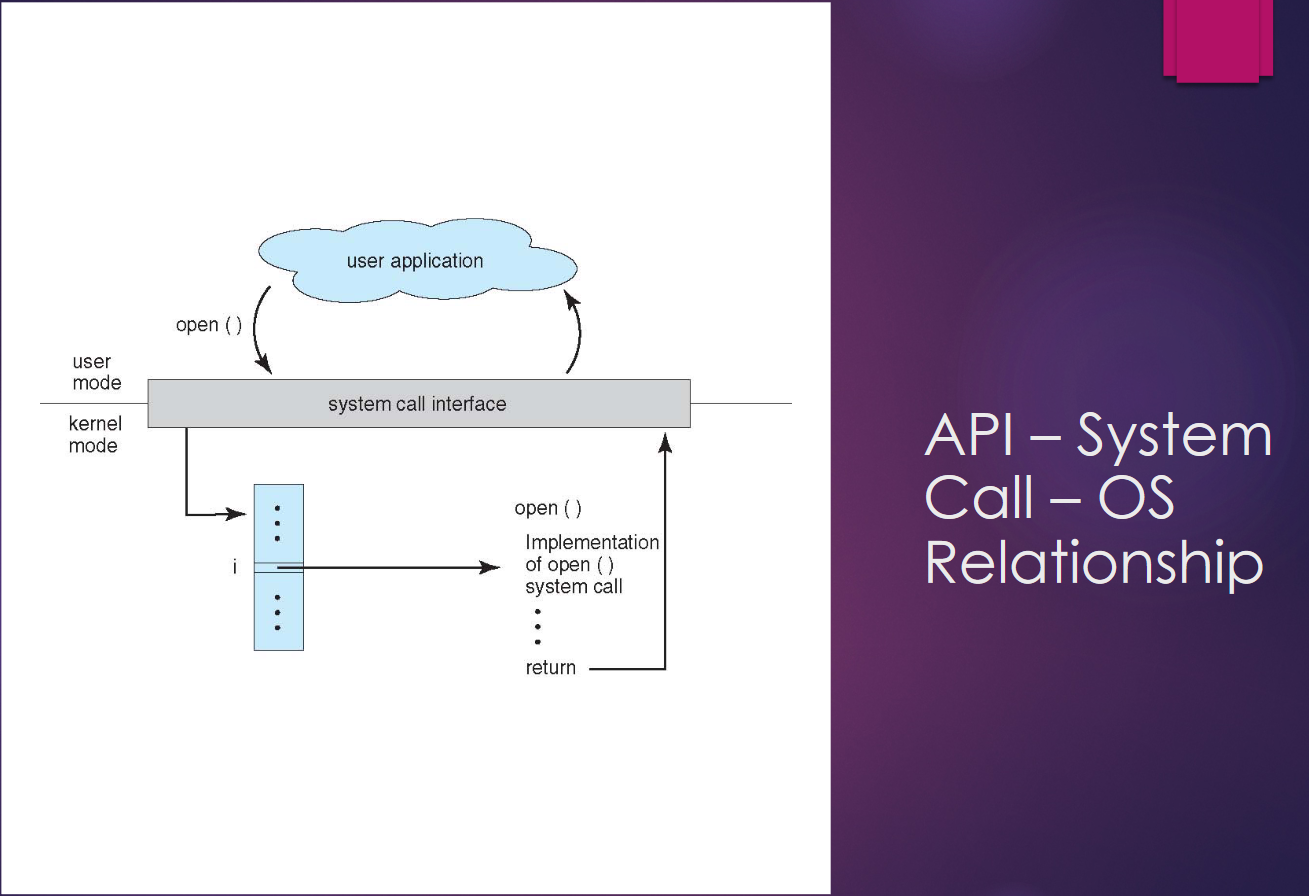 user application
open ( )
user
mode
system call interface
kernel
mode
open ( )
Implementation
of open ( )
system call
i
return
API – System
Call – OS
Relationship